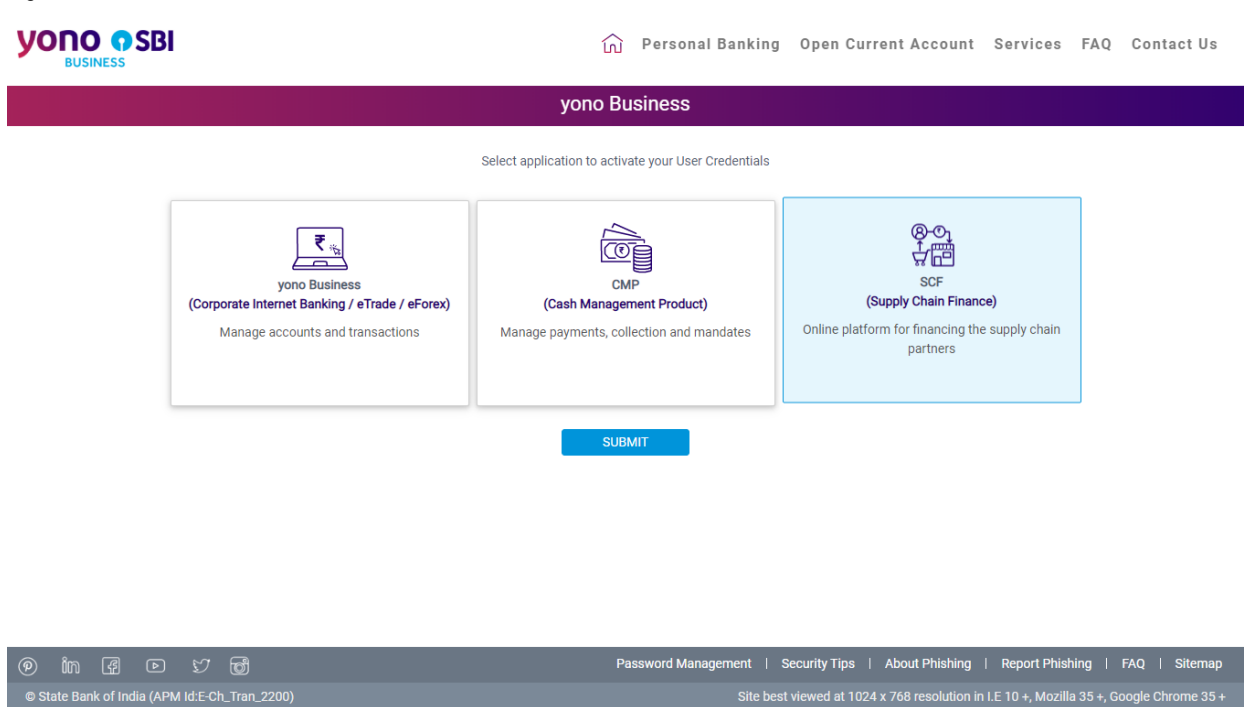 yono SBI
BUSINESS
Personal Banking Open Current Account Services FAQ Contact Us
yono Business
Select application to activate your User Credentials
yono Business
(Corporate Internet Banking / eTrade / eForex)
Manage accounts and transactions
CMP
(Cash Management Product)
Manage payments, collection and mandates
SCF
(Supply Chain Finance)
Online platform for financing the supply chain
partners
SUBMIT
Password Management | Security Tips | About Phishing | Report Phishing | FAQ | Sitemap
© State Bank of India (APM Id:E-Ch_Tran_2200)
Site best viewed at 1024 x 768 resolution in I.E 10 +, Mozilla 35 +, Google Chrome 35 +